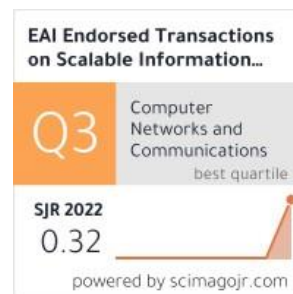 EAI Endorsed Transactions
on Scalable Information...
Q3
Computer
Networks and
Communications
best quartile
SJR 2022
0.32
powered by scimagojr.com